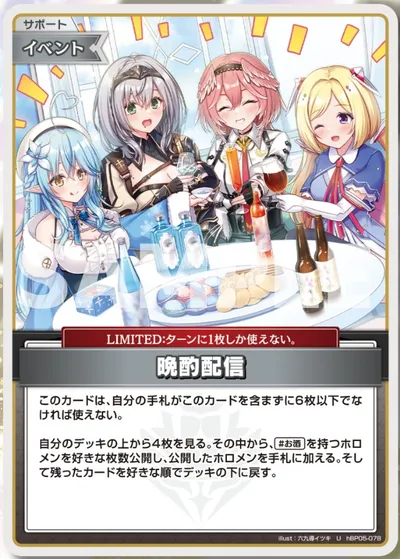 サポート
イベント
SAMPLE
LIMITED:ターンに1枚しか使えない。
晩酌配信
このカードは、自分の手札がこのカードを含まずに6枚以下でな
ければ使えない。
自分のデッキの上から4枚を見る。その中から、#お酒を持つホロ
メンを好きな枚数公開し、公開したホロメンを手札に加える。そし
て残ったカードを好きな順でデッキの下に戻す。
illust：六九導イツキ U hBP05-078